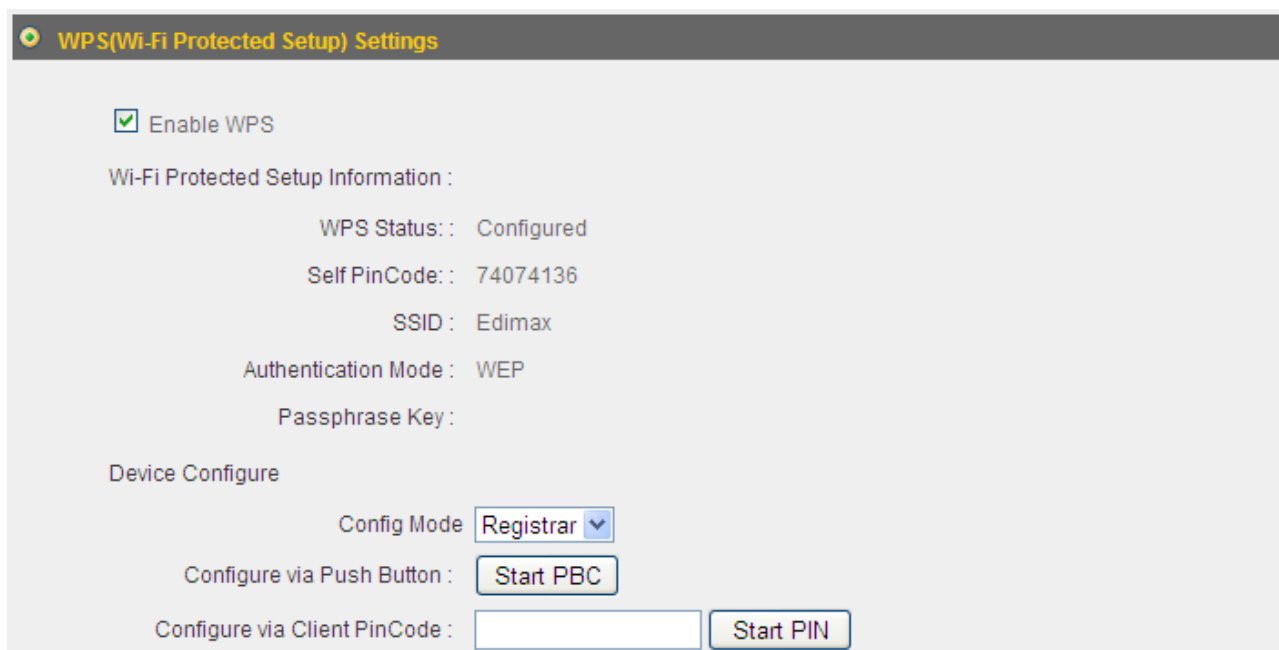 WPS(Wi-Fi Protected Setup) Settings
Enable WPS
Wi-Fi Protected Setup Information :
WPS Status: : Configured
Self PinCode: : 74074136
SSID : Edimax
Authentication Mode : WEP
Passphrase Key :
Device Configure
Config Mode Registrar
Configure via Push Button : Start PBC
Configure via Client PinCode : Start PIN